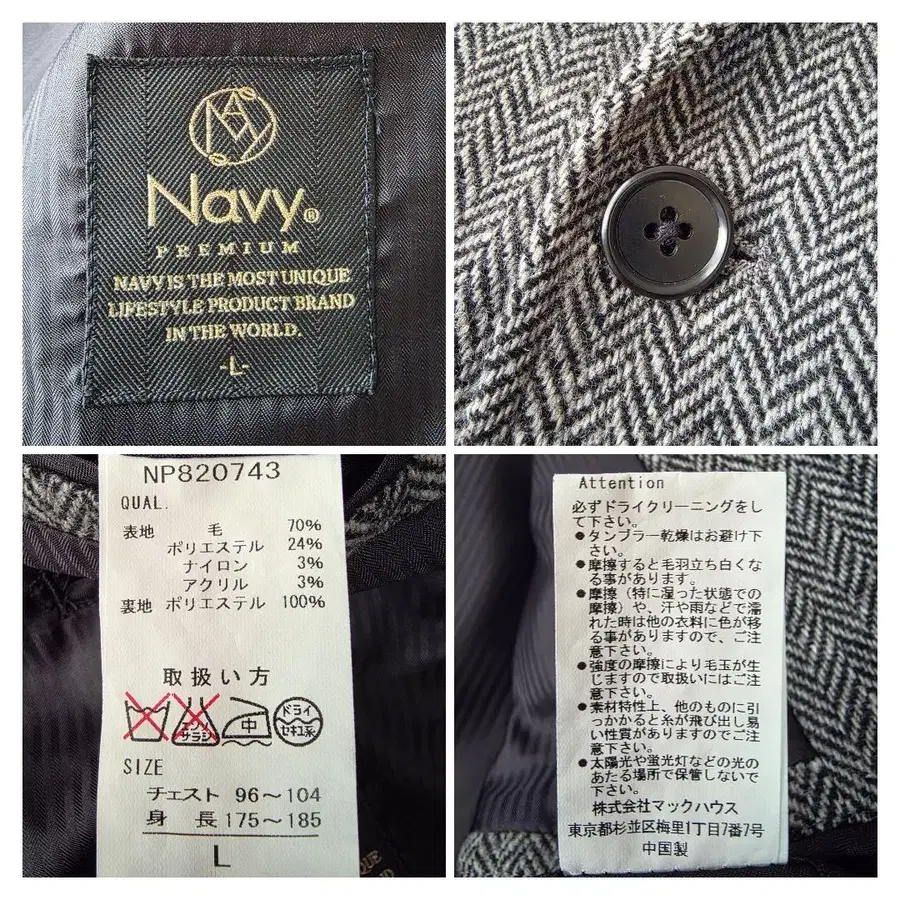 NAVY
Navy®
PREMIUM
NAVY IS THE MOST UNIQUE
LIFESTYLE PRODUCT BRAND
IN THE WORLD.
-L-
NP820743
QUAL.
表地 毛 70%
ポリエステル 24%
ナイロン 3%
アクリル 3%
裏地 ポリエステル 100%
取扱い方
エンソ
サラシ
中
ドライ
セキユ系
SIZE
チェスト 96～104
身長 175～185
L
Attention
必ずドライクリーニングをし
て下さい。
●タンブラー乾燥はお避け下
さい。
●摩擦すると毛羽立ち白くな
る事があります。
●摩擦（特に湿った状態での
摩擦）や、汗や雨などで濡
れた時は他の衣料に色が移
る事がありますので、ご注
意下さい。
●強度の摩擦により毛玉が生
じますので取扱いにはご注
意下さい。
●素材特性上、他のものに引
っかかると糸が飛び出し易
い性質がありますのでご注
意下さい。
●太陽光や蛍光灯などの光の
あたる場所で保管しないで
下さい。
株式会社マックハウス
東京都杉並区梅里1丁目7番7号
中国製